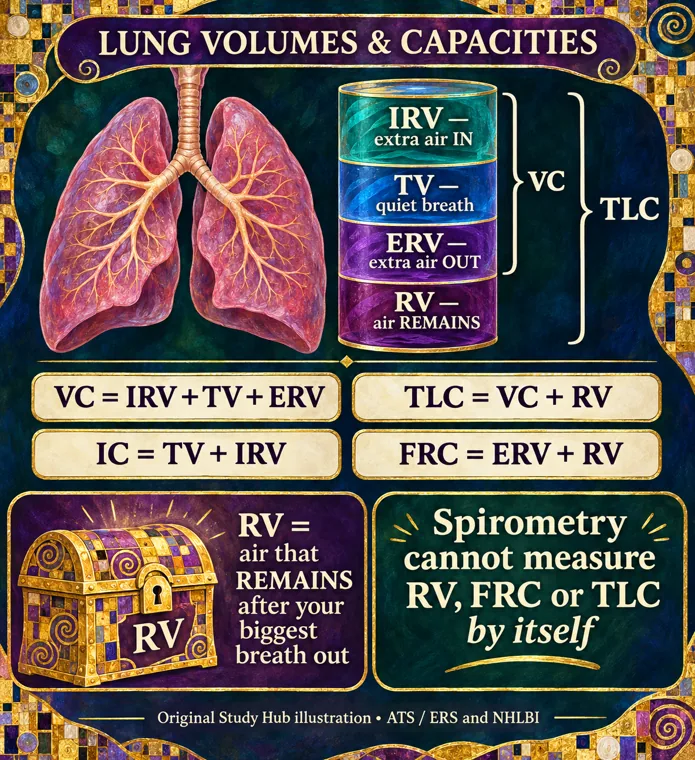 LUNG VOLUMES & CAPACITIES
IRV –
extra air IN
TV –
quiet breath
ERV –
extra air OUT
RV –
air REMAINS
VC
TLC
VC = IRV + TV + ERV
TLC = VC + RV
IC = TV + IRV
FRC = ERV + RV
RV
RV =
air that
REMAINS
after your
biggest
breath out
Spirometry
cannot measure
RV, FRC or TLC
by itself
Original Study Hub illustration • ATS / ERS and NHLBI